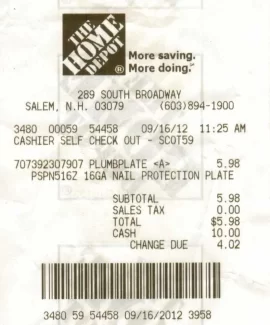 THE
HOME
DEPOT
®
More saving.
More doing.™
289 SOUTH BROADWAY
SALEM, N.H. 03079 (603)894-1900
3480 00059 54458 09/16/12 11:25 AM
CASHIER SELF CHECK OUT - SCOT59
707392307907 PLUMBPLATE <A> 5.98
PSPN516Z 16GA NAIL PROTECTION PLATE
SUBTOTAL 5.98
SALES TAX 0.00
TOTAL $5.98
CASH 10.00
CHANGE DUE 4.02
3480 59 54458 09/16/2012 3958